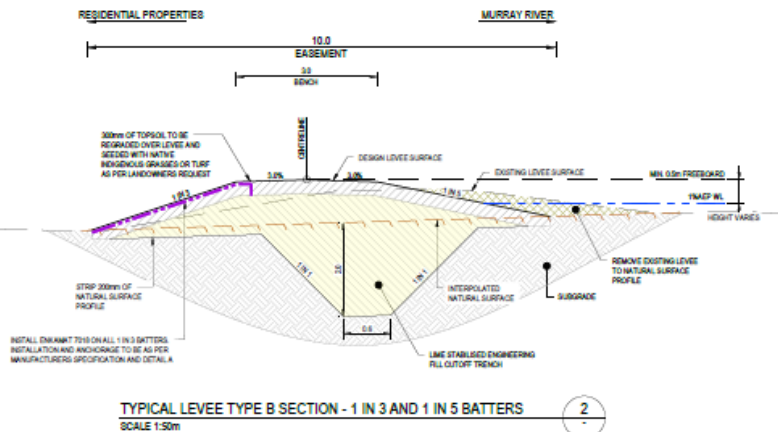 RESIDENTIAL PROPERTIES
MURRAY RIVER
10.0
EASEMENT
3.0
BENCH
300mm OF TOPSOIL TO BE
REGRADED OVER LEVEE AND
SEEDED WITH NATIVE
INDIGENOUS GRASSES OR TURF
AS PER LANDOWNERS REQUEST
CENTRELINE
DESIGN LEVEE SURFACE
EXISTING LEVEE SURFACE
MIN. 0.5m FREEBOARD
3.0%
3.0%
1 IN 3
1 IN 5
1%AEP WL
HEIGHT VARIES
STRIP 200mm OF
NATURAL SURFACE
PROFILE
1 IN 1
2.0
1 IN 1
INTERPOLATED
NATURAL SURFACE
REMOVE EXISTING LEVEE
TO NATURAL SURFACE
PROFILE
SUBGRADE
0.6
INSTALL ENKAMAT 7018 ON ALL 1 IN 3 BATTERS.
INSTALLATION AND ANCHORAGE TO BE AS PER
MANUFACTURERS SPECIFICATION AND DETAIL A
LIME STABILISED ENGINEERING
FILL CUTOFF TRENCH
TYPICAL LEVEE TYPE B SECTION - 1 IN 3 AND 1 IN 5 BATTERS
2
-
SCALE 1:50m